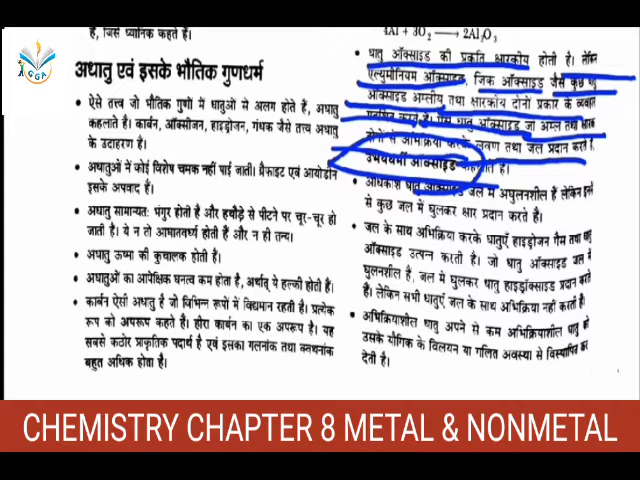 GGA
है, जिसे ध्वानिक कहते हैं।
अधातु एवं इसके भौतिक गुणधर्म
• ऐसे तत्त्व जो भौतिक गुणों में धातुओं से अलग होते हैं, अधातु
कहलाते हैं। कार्बन, ऑक्सीजन, हाइड्रोजन, गंधक जैसे तत्त्व अधातु
के उदाहरण है।
• अधातुओं में कोई विशेष चमक नहीं पाई जाती। ग्रैफाइट एवं आयोडीन
इसके अपवाद हैं।
• अधातु सामान्यतः भंगुर होती है और हथौड़े से पीटने पर चूर-चूर हो
जाती है। ये न तो आघातवर्ध्य होती हैं और न ही तन्य।
• अधातु ऊष्मा की कुचालक होती हैं।
• अधातुओं का आपेक्षिक घनत्व कम होता है, अर्थात् ये हल्की होती हैं।
• कार्बन ऐसी अधातु है जो विभिन्न रूपों में विद्यमान रहती है। प्रत्येक
रूप को अपरूप कहते हैं। हीरा कार्बन का एक अपरूप है। यह
सबसे कठोर प्राकृतिक पदार्थ है एवं इसका गलनांक तथा क्वथनांक
बहुत अधिक होता है।
4Al + 3O₂ ⟶ 2Al₂O₃
• धातु ऑक्साइड की प्रकृति क्षारकीय होती है। लेकिन
एल्युमीनियम ऑक्साइड, जिंक ऑक्साइड जैसे कुछ
ऑक्साइड अम्लीय तथा क्षारकीय दोनों प्रकार के व्यवहार
करते हैं। ऐसे धातु ऑक्साइड जो अम्ल तथा
दोनों से अभिक्रिया करके लवण तथा जल प्रदान करते हैं,
उभयधर्मी ऑक्साइड कहलाते हैं।
• अधिकांश धातु ऑक्साइड जल में अघुलनशील हैं लेकिन इनमें
से कुछ जल में घुलकर क्षार प्रदान करते हैं।
• जल के साथ अभिक्रिया करके धातुएँ हाइड्रोजन गैस तथा धातु
ऑक्साइड उत्पन्न करती हैं। जो धातु ऑक्साइड जल में
घुलनशील हैं, जल में घुलकर धातु हाइड्रॉक्साइड प्रदान करते
हैं। लेकिन सभी धातुएँ जल के साथ अभिक्रिया नहीं करती हैं।
• अभिक्रियाशील धातु अपने से कम अभिक्रियाशील धातु को
उसके यौगिक के विलयन या गलित अवस्था से विस्थापित कर
देती है।
CHEMISTRY CHAPTER 8 METAL & NONMETAL